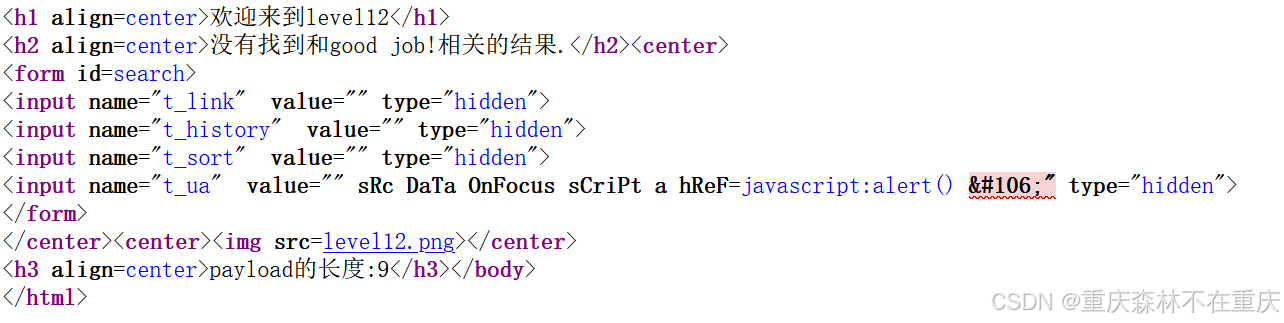 <h1 align=center>欢迎来到level12</h1>
<h2 align=center>没有找到和good job!相关的结果.</h2><center>
<form id=search>
<input name="t_link"  value="" type="hidden">
<input name="t_history"  value="" type="hidden">
<input name="t_sort"  value="" type="hidden">
<input name="t_ua"  value="" sRc DaTa OnFocus sCriPt a hReF=javascript:alert() &#106;" type="hidden">
</form>
</center><center><img src=level12.png></center>
<h3 align=center>payload的长度:9</h3></body>
</html>
CSDN @重庆森林不在重庆